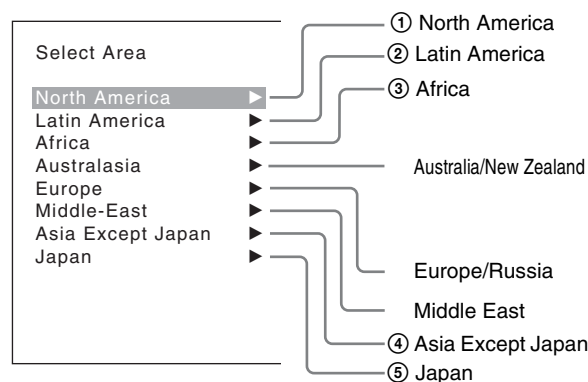 Select Area
North America ▶
Latin America ▶
Africa ▶
Australasia ▶
Europe ▶
Middle-East ▶
Asia Except Japan ▶
Japan ▶
① North America
② Latin America
③ Africa
Australia/New Zealand
Europe/Russia
Middle East
④ Asia Except Japan
⑤ Japan